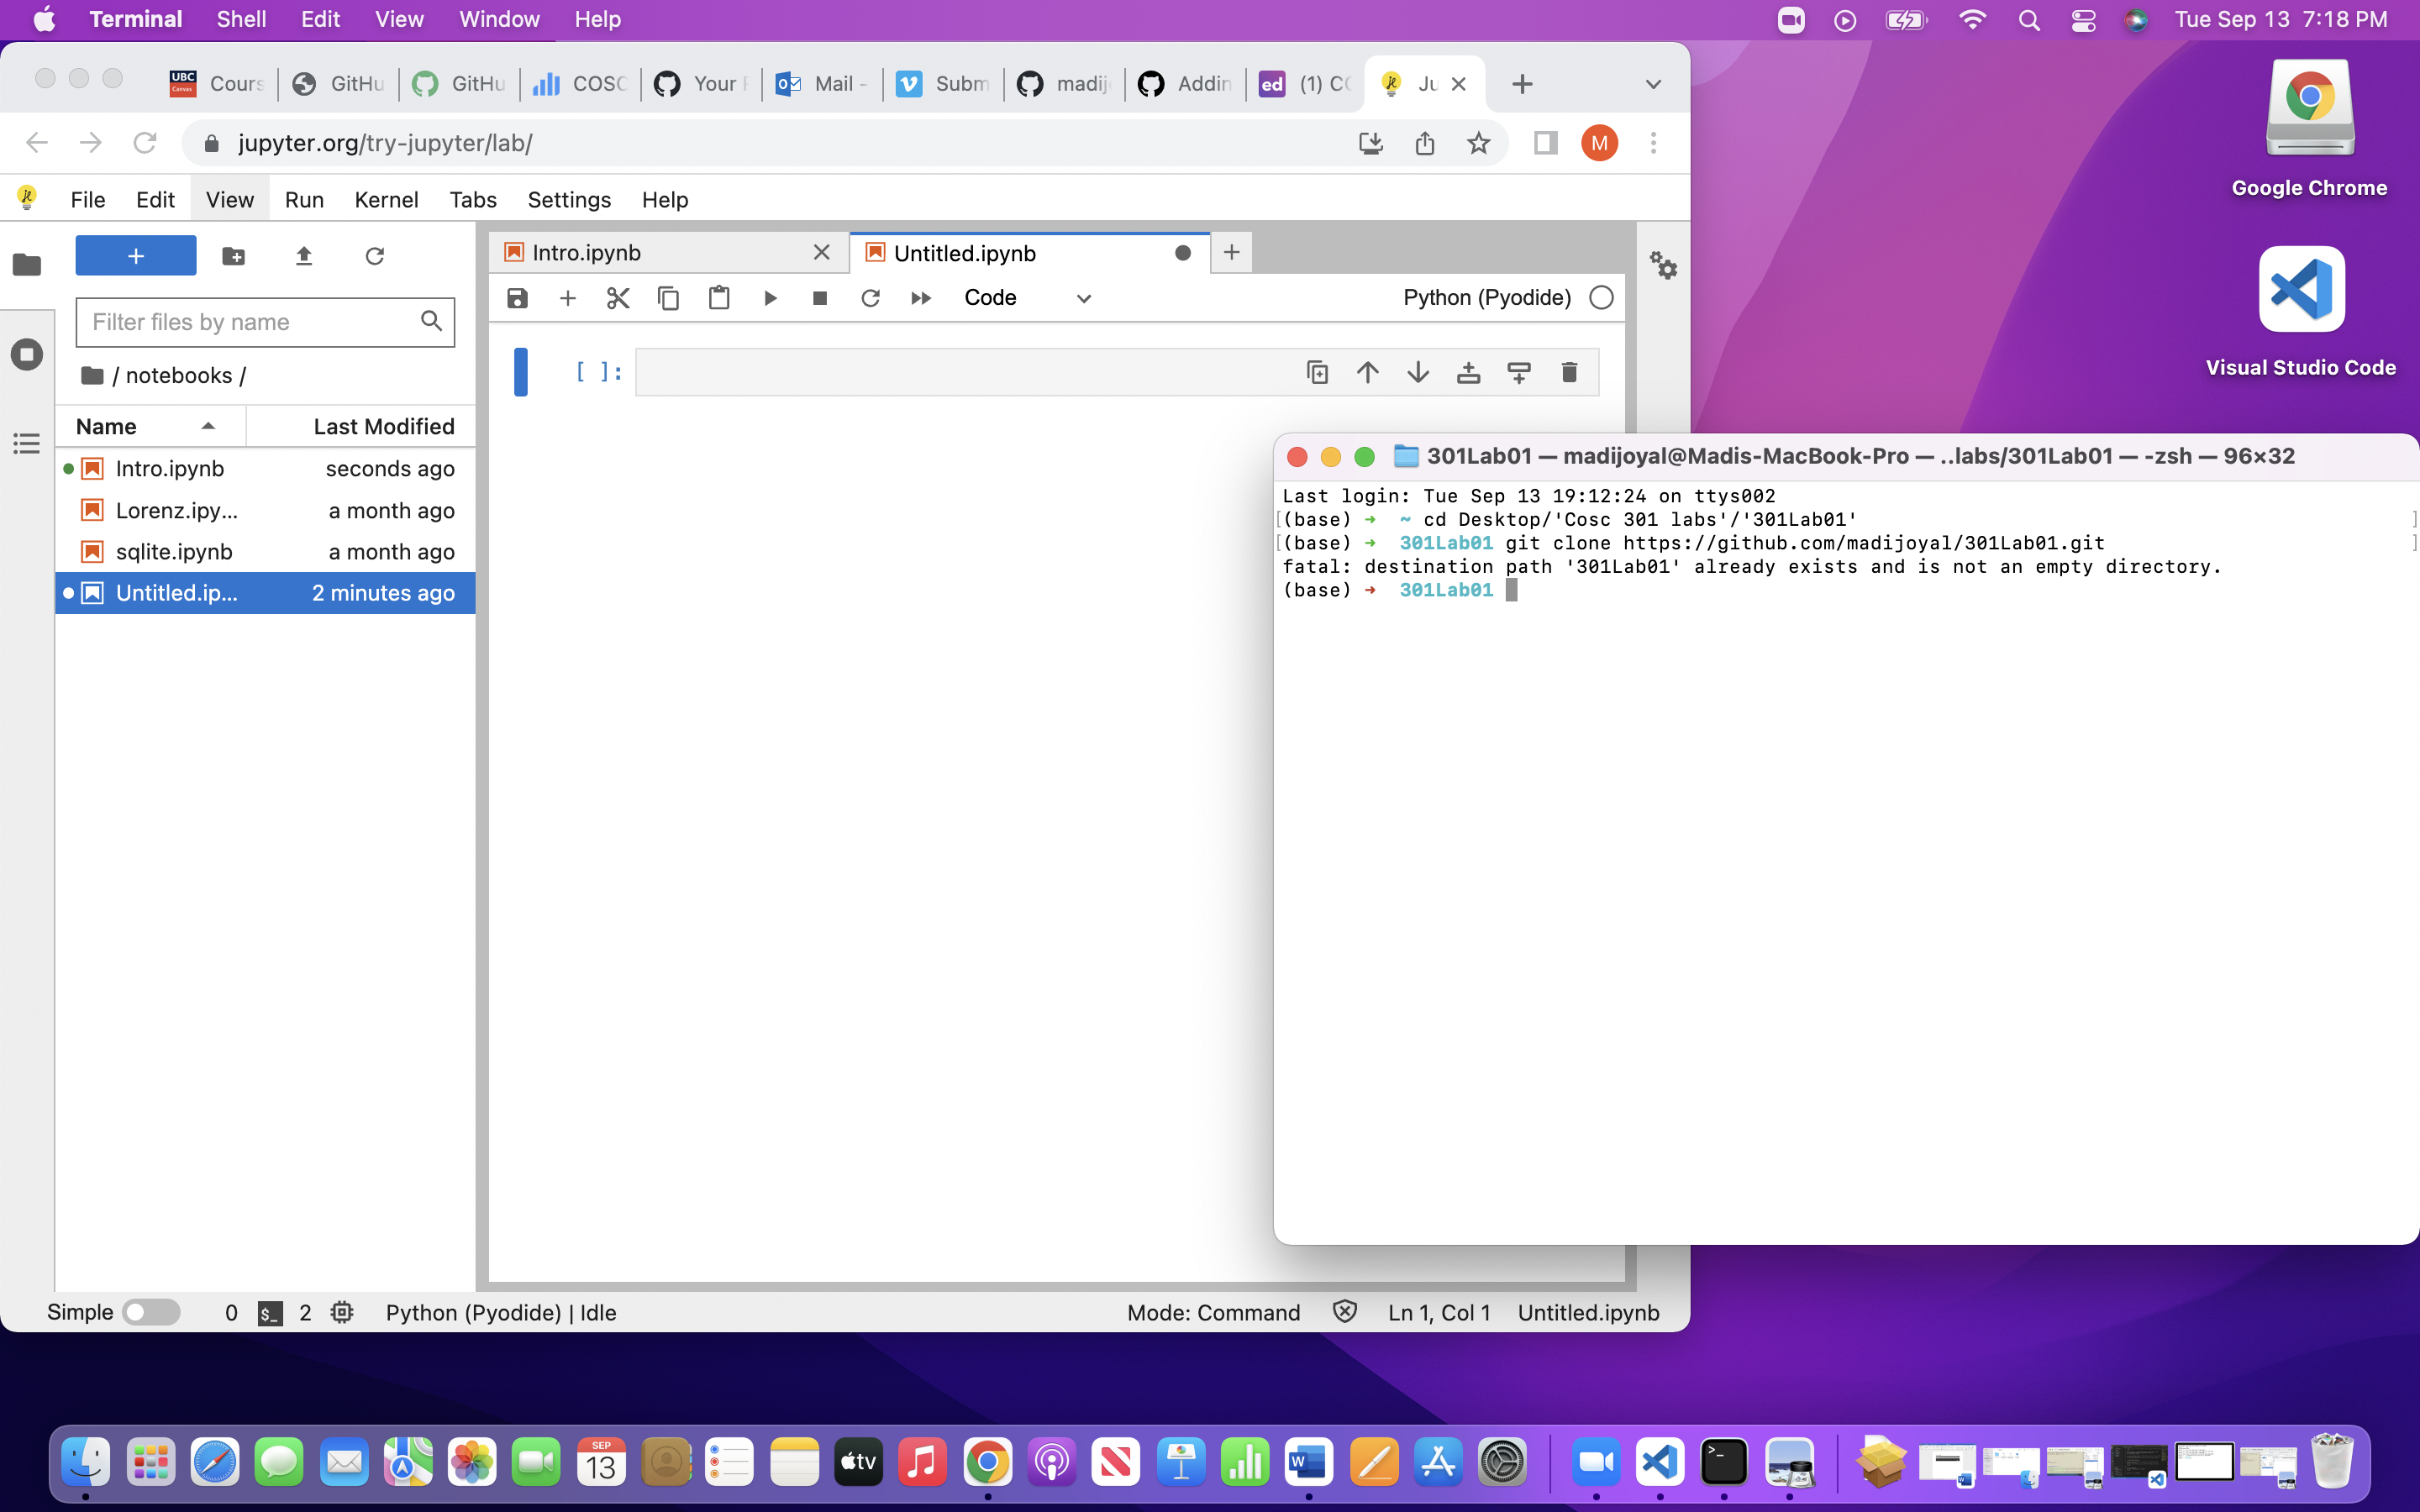 Terminal Shell Edit View Window Help Tue Sep 13 7:18 PM
UBC Canvas Cours GitHu GitHu COSC Your Mail - Subm madij Addin ed (1) CC Ju
jupyter.org/try-jupyter/lab/ M
File Edit View Run Kernel Tabs Settings Help
Google Chrome
Visual Studio Code
+
Filter files by name
/ notebooks /
Name Last Modified
Intro.ipynb seconds ago
Lorenz.ipy... a month ago
sqlite.ipynb a month ago
Untitled.ip... 2 minutes ago
Intro.ipynb Untitled.ipynb
Code Python (Pyodide)
[ ]:
301Lab01 — madijoyal@Madis-MacBook-Pro — ..labs/301Lab01 — -zsh — 96×32
Last login: Tue Sep 13 19:12:24 on ttys002
[(base) ➜ ~ cd Desktop/'Cosc 301 labs'/'301Lab01' ]
[(base) ➜ 301Lab01 git clone https://github.com/madijoyal/301Lab01.git ]
fatal: destination path '301Lab01' already exists and is not an empty directory.
(base) ➜ 301Lab01
Simple 0 $_ 2 Python (Pyodide) | Idle Mode: Command Ln 1, Col 1 Untitled.ipynb
SEP
13
tv
W
>_